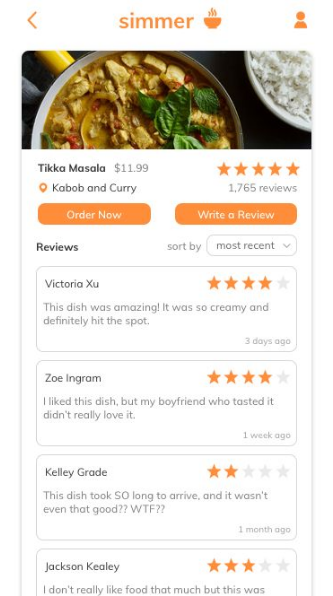 simmer
Tikka Masala $11.99
Kabob and Curry 1,765 reviews
Order Now Write a Review
Reviews sort by most recent
Victoria Xu
This dish was amazing! It was so creamy and
definitely hit the spot.
3 days ago
Zoe Ingram
I liked this dish, but my boyfriend who tasted it
didn't really love it.
1 week ago
Kelley Grade
This dish took SO long to arrive, and it wasn't
even that good?? WTF??
1 month ago
Jackson Kealey
I don't really like food that much but this was